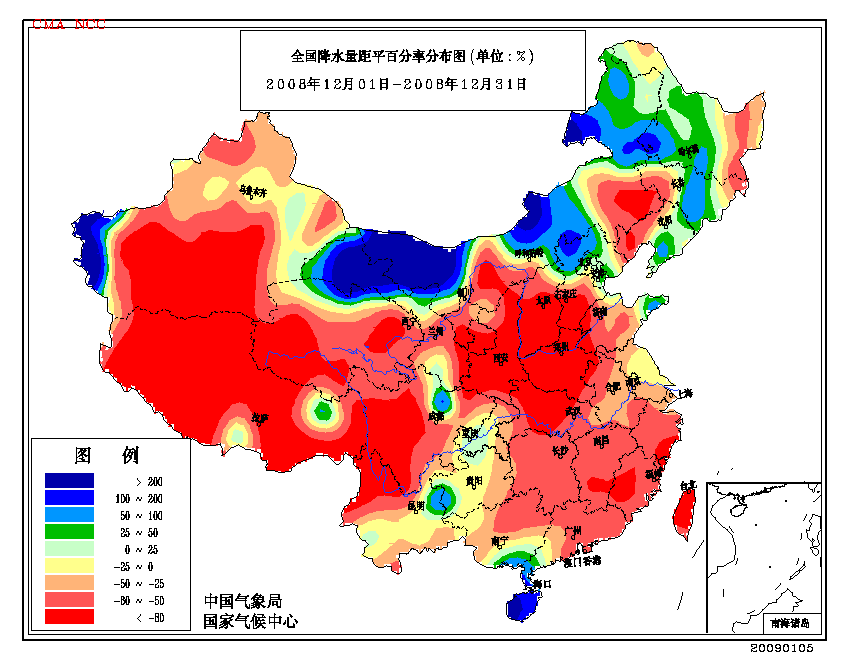 CMA NCC
全国降水量距平百分率分布图(单位:%)
2008年12月01日-2008年12月31日
哈尔滨
长春
沈阳
乌鲁木齐
呼和浩特
北京
天津
银川
太原
石家庄
济南
西宁
兰州
西安
郑州
合肥
南京
上海
拉萨
成都
重庆
武汉
长沙
南昌
贵阳
福州
昆明
台北
南宁
广州
澳门
香港
海口
图 例
> 200
100 ~ 200
50 ~ 100
25 ~ 50
0 ~ 25
-25 ~ 0
-50 ~ -25
-80 ~ -50
< -80
中国气象局
国家气候中心
南海诸岛
20090105